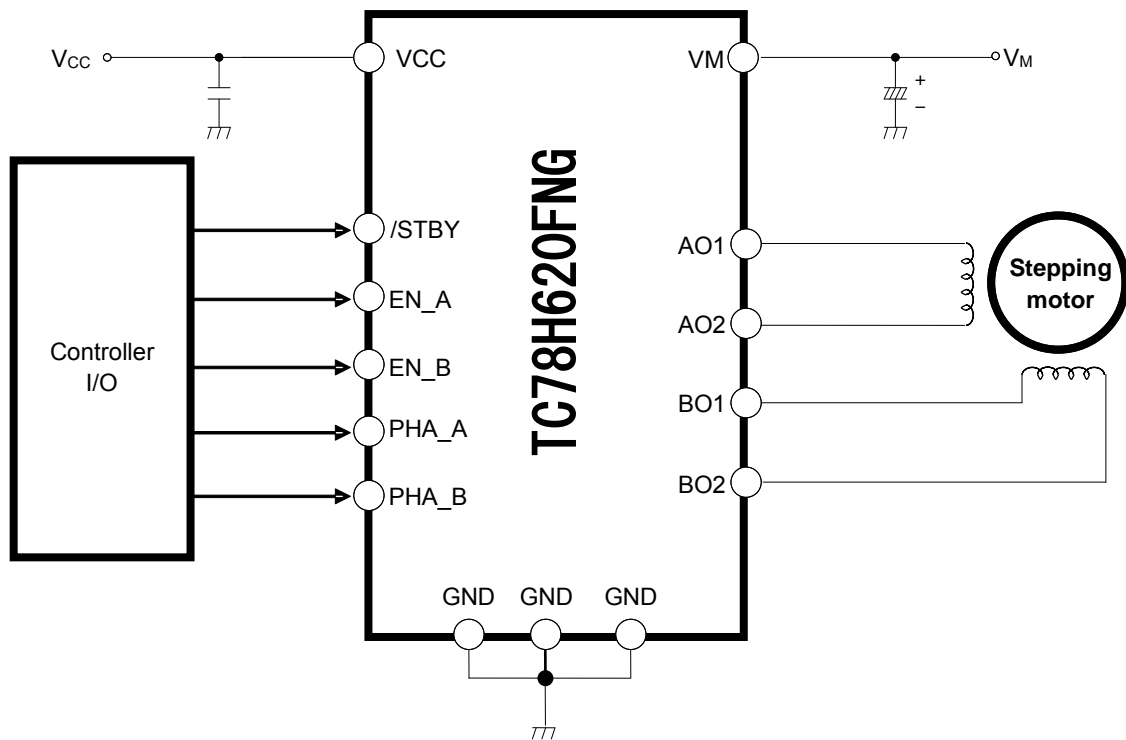 Vcc
VCC
VM
VM
+
−
/STBY
EN_A
EN_B
PHA_A
PHA_B
Controller
I/O
TC78H620FNG
AO1
AO2
BO1
BO2
Stepping
motor
GND GND GND